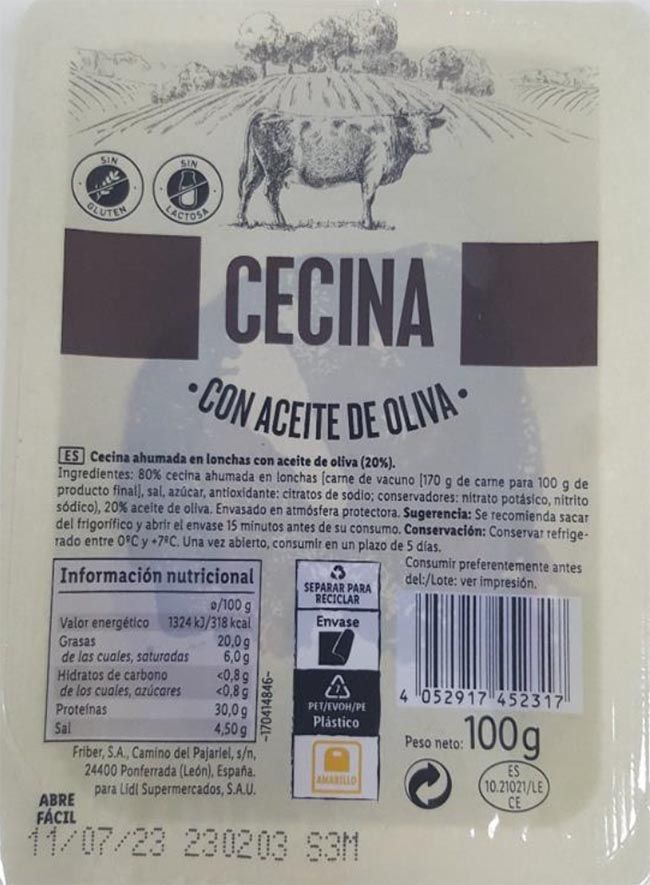 SIN
GLUTEN
SIN
LACTOSA
CECINA
• CON ACEITE DE OLIVA •
ES Cecina ahumada en lonchas con aceite de oliva (20%).
Ingredientes: 80% cecina ahumada en lonchas [carne de vacuno [170 g de carne para 100 g de
producto final], sal, azúcar, antioxidante: citratos de sodio; conservadores: nitrato potásico, nitrito
sódico), 20% aceite de oliva. Envasado en atmósfera protectora. Sugerencia: Se recomienda sacar
del frigorífico y abrir el envase 15 minutos antes de su consumo. Conservación: Conservar refrige-
rado entre 0ºC y +7ºC. Una vez abierto, consumir en un plazo de 5 días.
Consumir preferentemente antes
del:/Lote: ver impresión.
Información nutricional
ø/100 g
Valor energético 1324 kJ/318 kcal
Grasas 20,0 g
de las cuales, saturadas 6,0 g
Hidratos de carbono <0,8 g
de los cuales, azúcares <0,8 g
Proteínas 30,0 g
Sal 4,50 g
-170414846-
SEPARAR PARA
RECICLAR
Envase
7
PET/EVOH/PE
Plástico
AMARILLO
4 052917 452317
Peso neto: 100g
ES
10.21021/LE
CE
Friber, S.A., Camino del Pajariel, s/n,
24400 Ponferrada (León), España.
para Lidl Supermercados, S.A.U.
ABRE
FÁCIL
11/07/23 230203 S3M